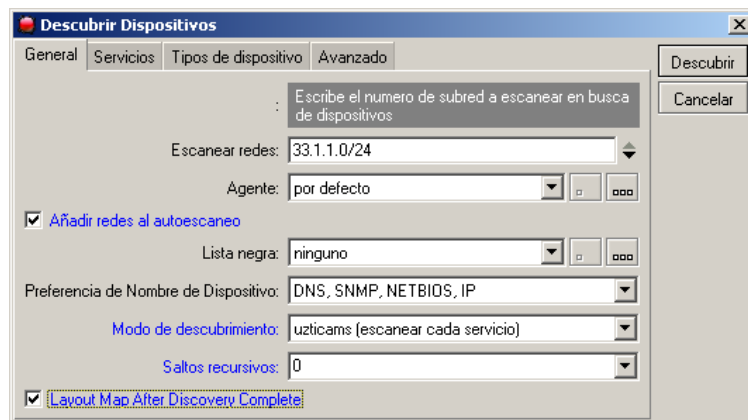 Descubrir Dispositivos
General Servicios Tipos de dispositivo Avanzado
Descubrir
Cancelar
: Escribe el numero de subred a escanear en busca
de dispositivos
Escanear redes: 33.1.1.0/24
Agente: por defecto
Añadir redes al autoescaneo
Lista negra: ninguno
Preferencia de Nombre de Dispositivo: DNS, SNMP, NETBIOS, IP
Modo de descubrimiento: uzticams (escanear cada servicio)
Saltos recursivos: 0
Layout Map After Discovery Complete